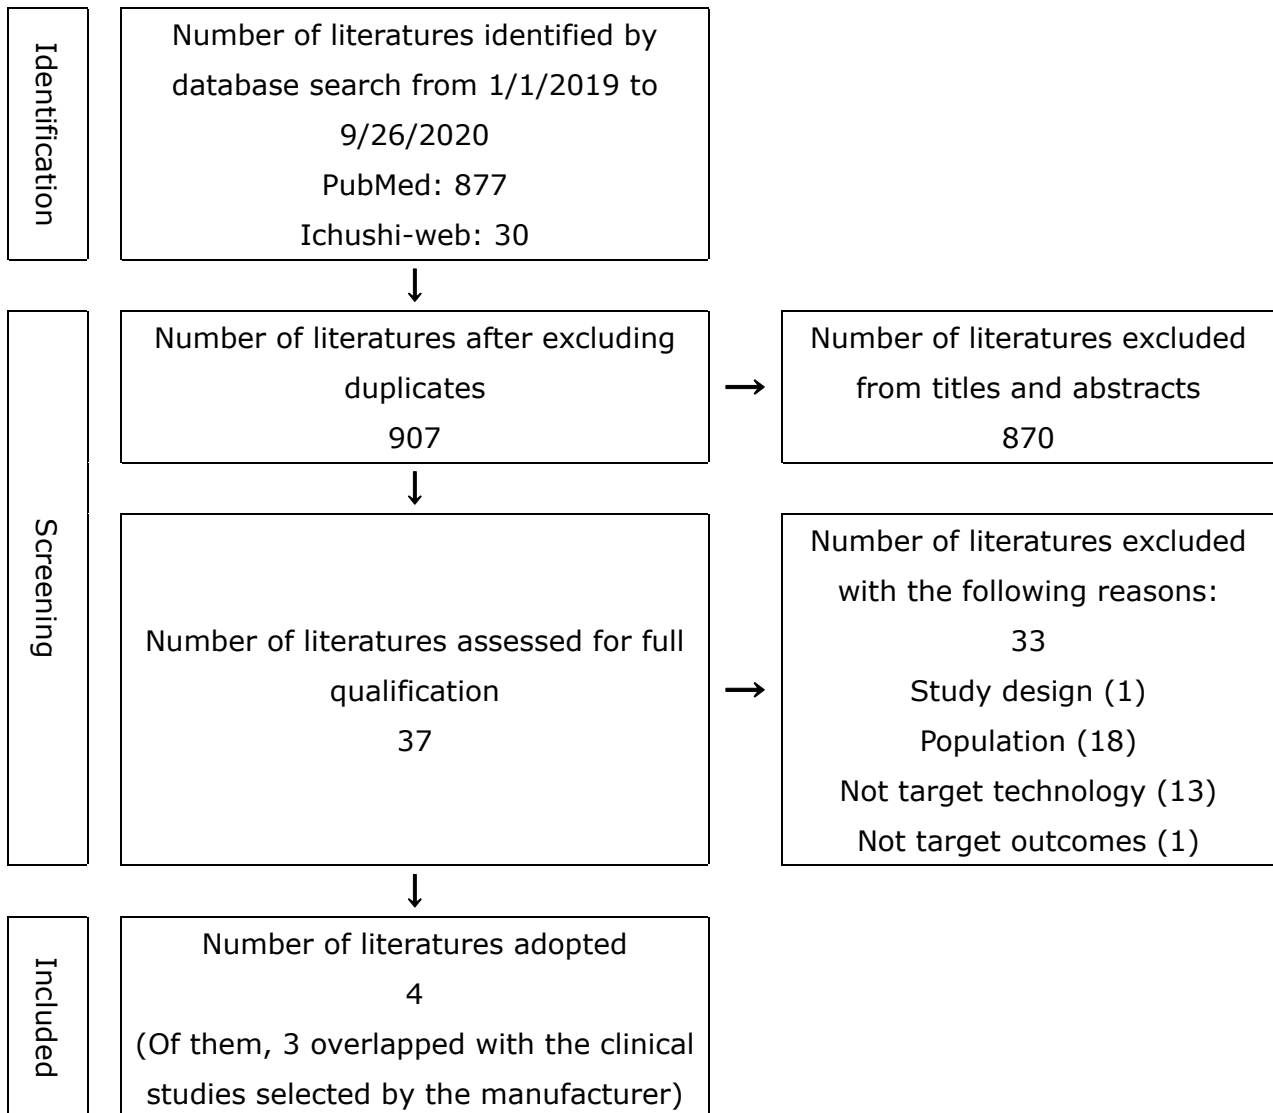 Identification
Number of literatures identified by
database search from 1/1/2019 to
9/26/2020
PubMed: 877
Ichushi-web: 30
↓
Screening
Number of literatures after excluding
duplicates
907
→
Number of literatures excluded
from titles and abstracts
870
↓
Number of literatures assessed for full
qualification
37
→
Number of literatures excluded
with the following reasons:
33
Study design (1)
Population (18)
Not target technology (13)
Not target outcomes (1)
↓
Included
Number of literatures adopted
4
(Of them, 3 overlapped with the clinical
studies selected by the manufacturer)